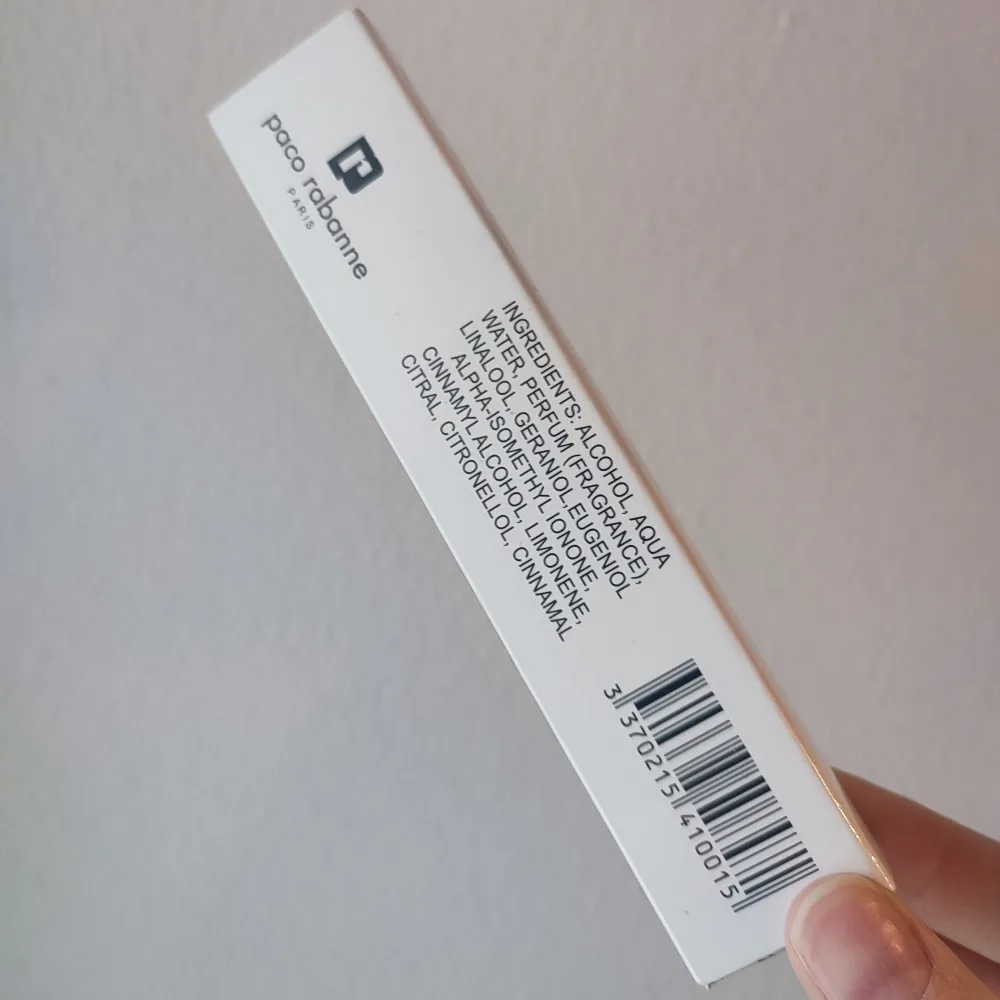 paco rabanne
PARIS
INGREDIENTS: ALCOHOL, AQUA
WATER, PERFUM (FRAGRANCE),
LINALOOL, GERANIOL,EUGENIOL
ALPHA-ISOMETHYL IONONE,
CINNAMYL ALCOHOL, LIMONENE,
CITRAL, CITRONELLOL, CINNAMAL
3 370215 410015